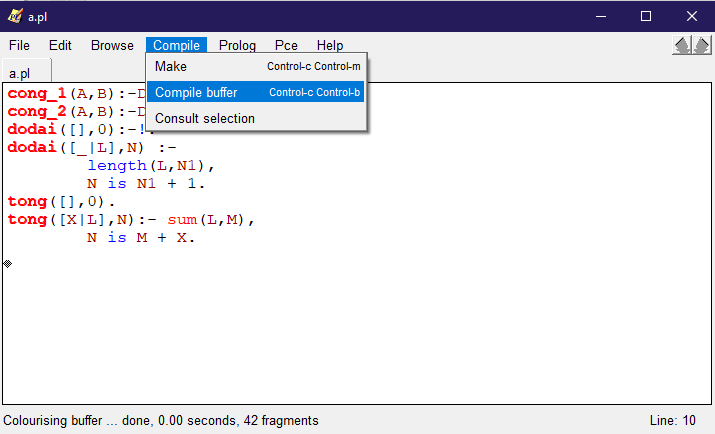 a.pl
File Edit Browse Compile Prolog Pce Help
a.pl
Make Control-c Control-m
Compile buffer Control-c Control-b
Consult selection
cong_1(A,B):-
cong_2(A,B):-
dodai([],0):-!.
dodai([_|L],N) :-
length(L,N1),
N is N1 + 1.
tong([],0).
tong([X|L],N):- sum(L,M),
N is M + X.
Colourising buffer ... done, 0.00 seconds, 42 fragments Line: 10